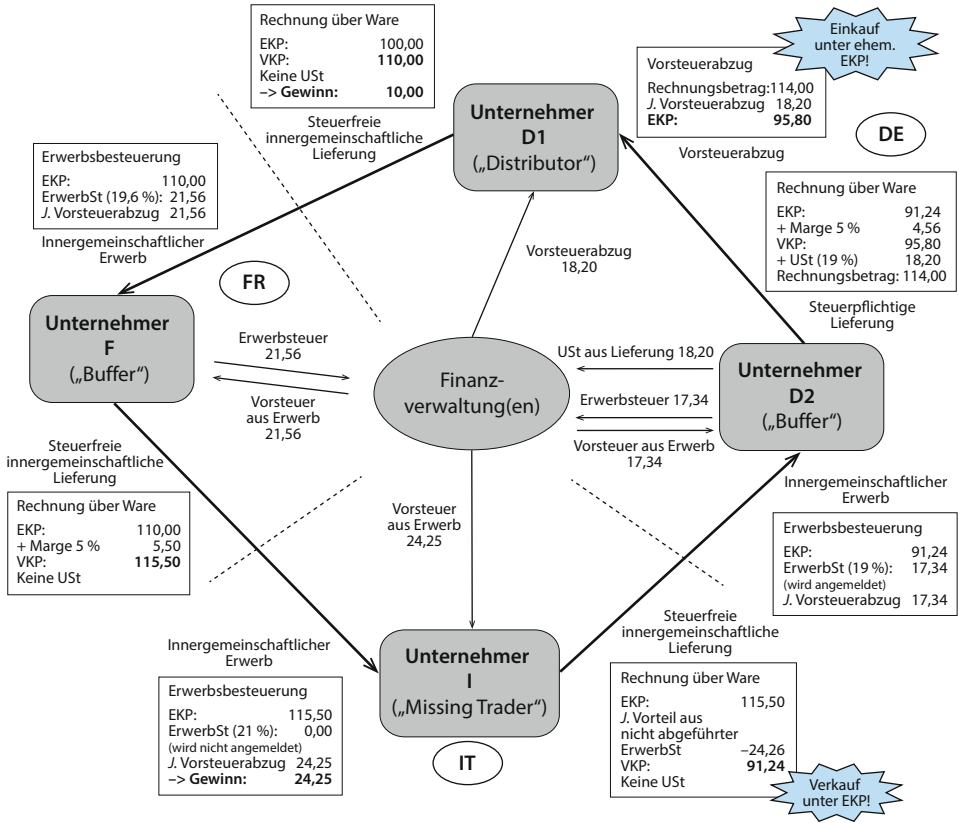 Rechnung über Ware
EKP: 100,00
VKP: 110,00
Keine USt
–> Gewinn: 10,00
Steuerfreie
innergemeinschaftliche
Lieferung
Unternehmer
D1
(„Distributor“)
Vorsteuerabzug
Rechnungsbetrag:114,00
./. Vorsteuerabzug 18,20
EKP: 95,80
Vorsteuerabzug
Einkauf
unter ehem.
EKP!
DE
Erwerbsbesteuerung
EKP: 110,00
ErwerbSt (19,6 %): 21,56
./. Vorsteuerabzug 21,56
Innergemeinschaftlicher
Erwerb
FR
Vorsteuerabzug
18,20
Rechnung über Ware
EKP: 91,24
+ Marge 5 % 4,56
VKP: 95,80
+ USt (19 %) 18,20
Rechnungsbetrag: 114,00
Steuerpflichtige
Lieferung
Unternehmer
F
(„Buffer“)
Erwerbsteuer
21,56
Vorsteuer
aus Erwerb
21,56
Finanz-
verwaltung(en)
USt aus Lieferung 18,20
Erwerbsteuer 17,34
Vorsteuer aus Erwerb
17,34
Unternehmer
D2
(„Buffer“)
Steuerfreie
innergemeinschaftliche
Lieferung
Rechnung über Ware
EKP: 110,00
+ Marge 5 % 5,50
VKP: 115,50
Keine USt
Vorsteuer
aus Erwerb
24,25
Innergemeinschaftlicher
Erwerb
Erwerbsbesteuerung
EKP: 91,24
ErwerbSt (19 %): 17,34
(wird angemeldet)
./. Vorsteuerabzug 17,34
Innergemeinschaftlicher
Erwerb
Erwerbsbesteuerung
EKP: 115,50
ErwerbSt (21 %): 0,00
(wird nicht angemeldet)
./. Vorsteuerabzug 24,25
–> Gewinn: 24,25
Unternehmer
I
(„Missing Trader“)
IT
Steuerfreie
innergemeinschaftliche
Lieferung
Rechnung über Ware
EKP: 115,50
./. Vorteil aus
nicht abgeführter
ErwerbSt –24,26
VKP: 91,24
Keine USt
Verkauf
unter EKP!